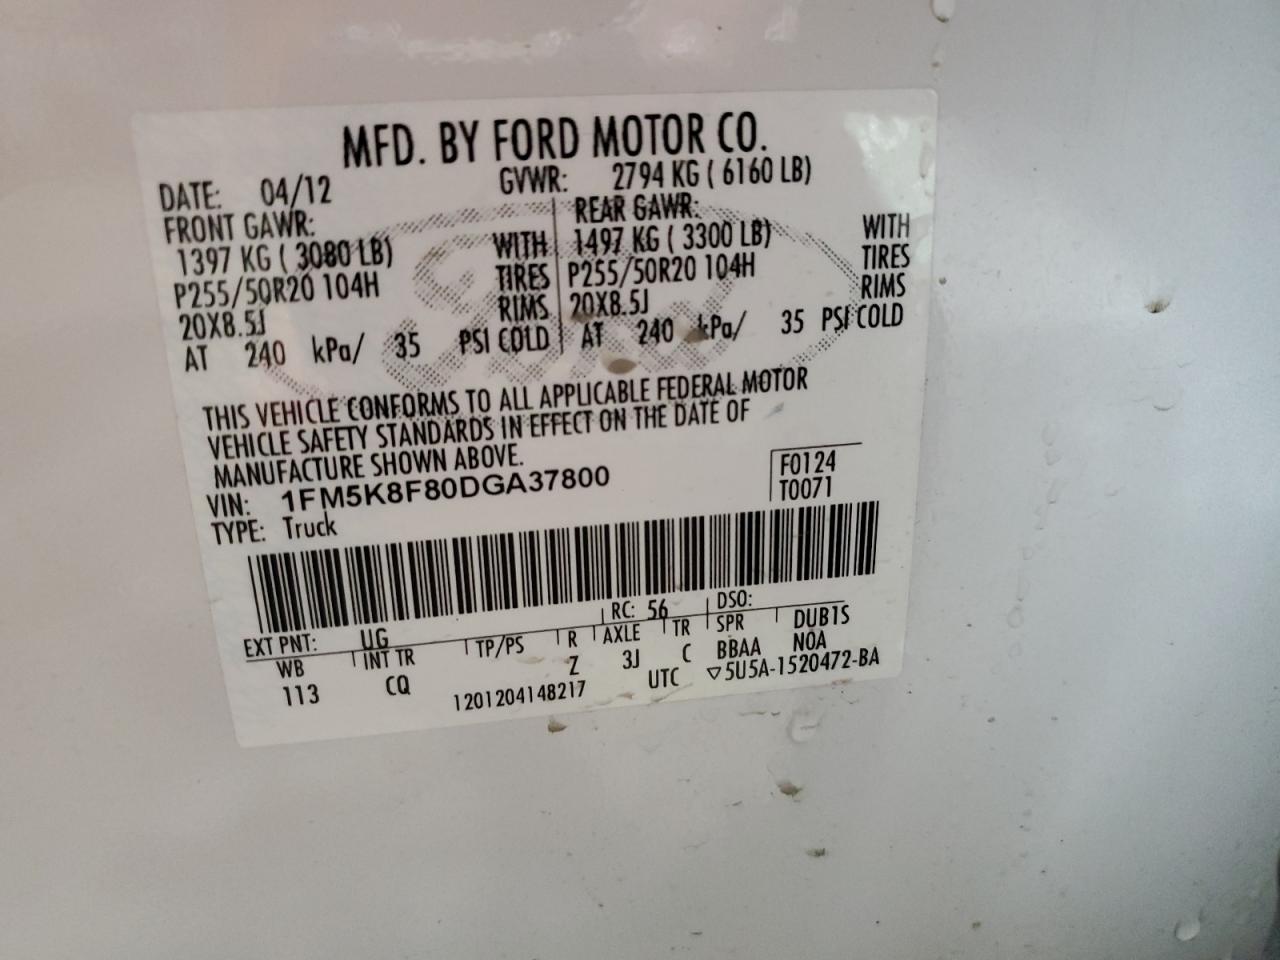 MFD. BY FORD MOTOR CO.
DATE: 04/12 GVWR: 2794 KG ( 6160 LB)
FRONT GAWR: REAR GAWR:
1397 KG ( 3080 LB) WITH 1497 KG ( 3300 LB) WITH
P255/50R20 104H TIRES P255/50R20 104H TIRES
20X8.5J RIMS 20X8.5J RIMS
AT 240 kPa/ 35 PSI COLD AT 240 kPa/ 35 PSI COLD
THIS VEHICLE CONFORMS TO ALL APPLICABLE FEDERAL MOTOR
VEHICLE SAFETY STANDARDS IN EFFECT ON THE DATE OF
MANUFACTURE SHOWN ABOVE.
VIN: 1FM5K8F80DGA37800 F0124
TYPE: Truck T0071
EXT PNT: UG RC: 56 DSO:
WB INT TR TP/PS R AXLE TR SPR DUB1S
113 CQ Z 3J C BBAA NOA
1201204148217 UTC ▽5U5A-1520472-BA